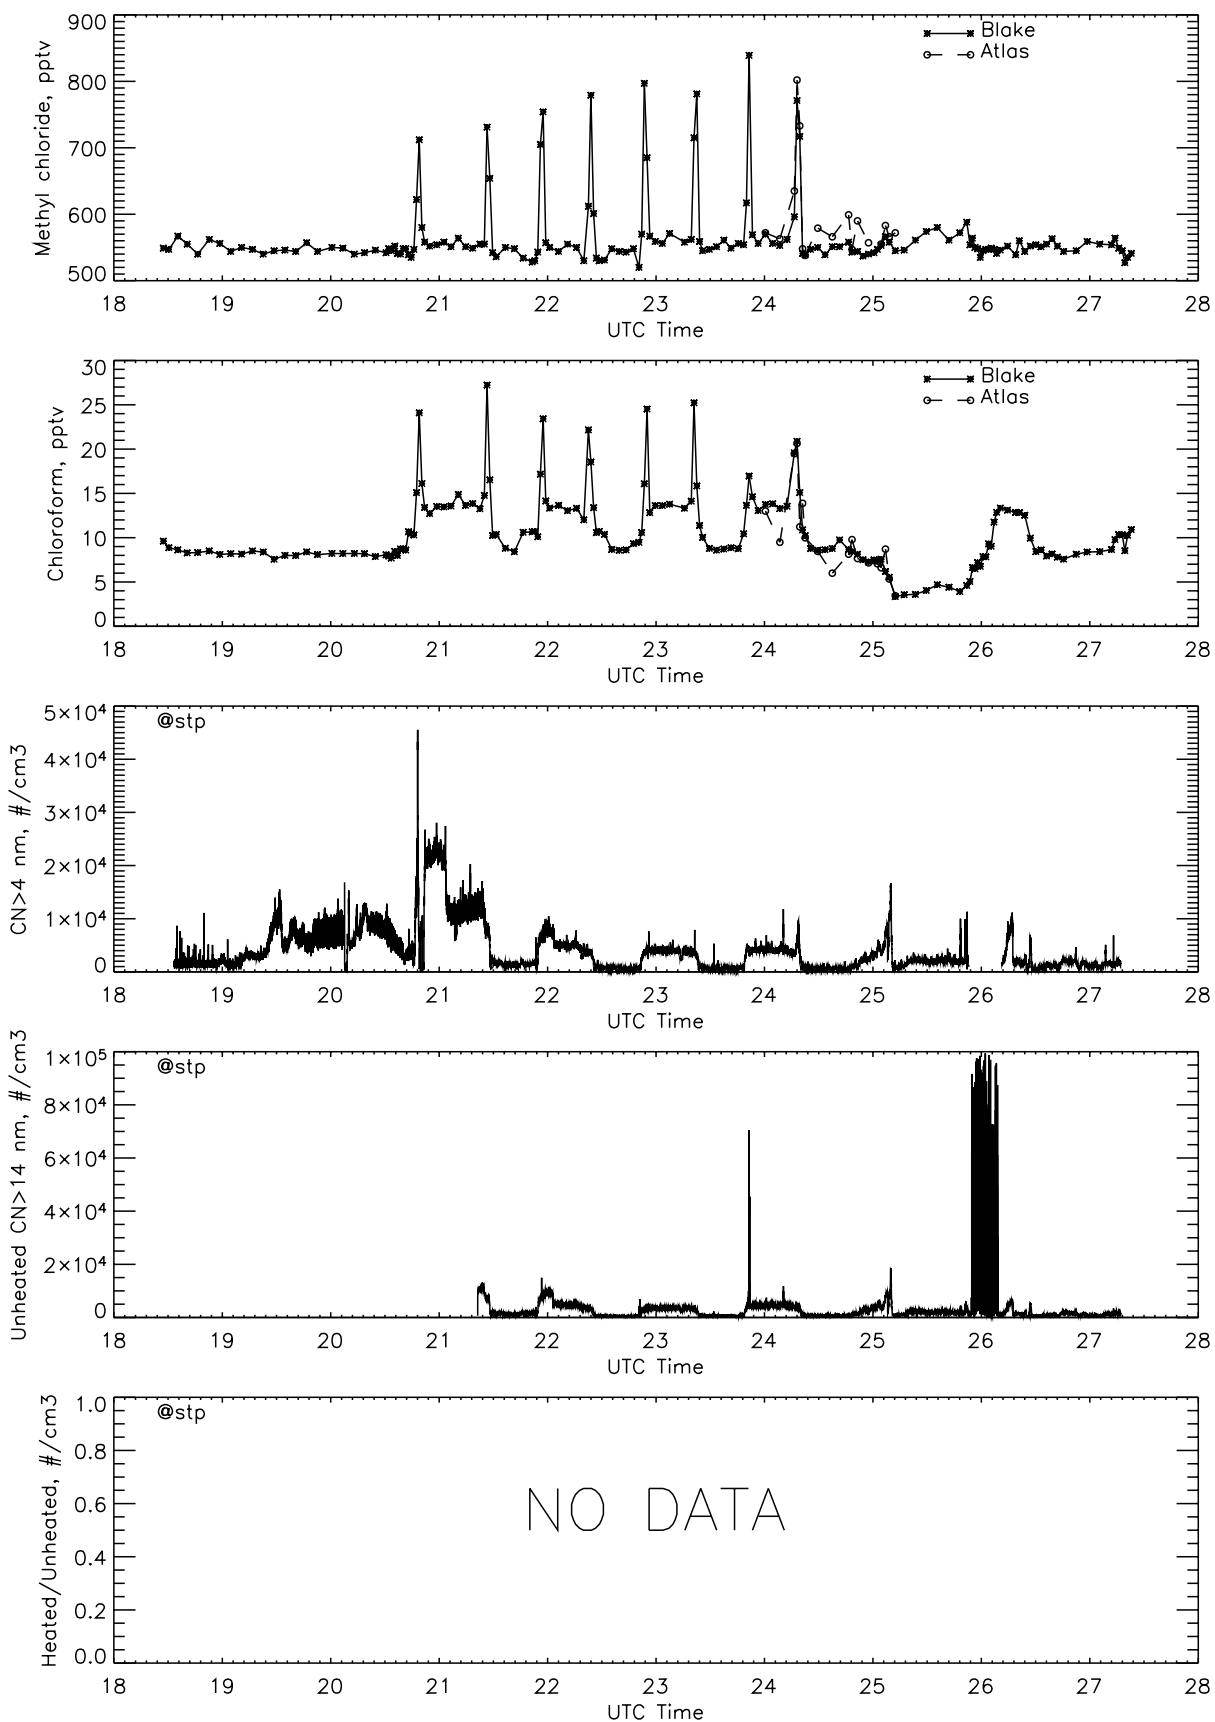 900
800
700
600
500
Methyl chloride, pptv
Blake
Atlas
18 19 20 21 22 23 24 25 26 27 28
UTC Time
30
25
20
15
10
5
0
Chloroform, pptv
Blake
Atlas
18 19 20 21 22 23 24 25 26 27 28
UTC Time
5×10⁴
4×10⁴
3×10⁴
2×10⁴
1×10⁴
0
CN>4 nm, #/cm3
@stp
18 19 20 21 22 23 24 25 26 27 28
UTC Time
1×10⁵
8×10⁴
6×10⁴
4×10⁴
2×10⁴
0
Unheated CN>14 nm, #/cm3
@stp
18 19 20 21 22 23 24 25 26 27 28
UTC Time
1.0
0.8
0.6
0.4
0.2
0.0
Heated/Unheated, #/cm3
@stp
NO DATA
18 19 20 21 22 23 24 25 26 27 28
UTC Time